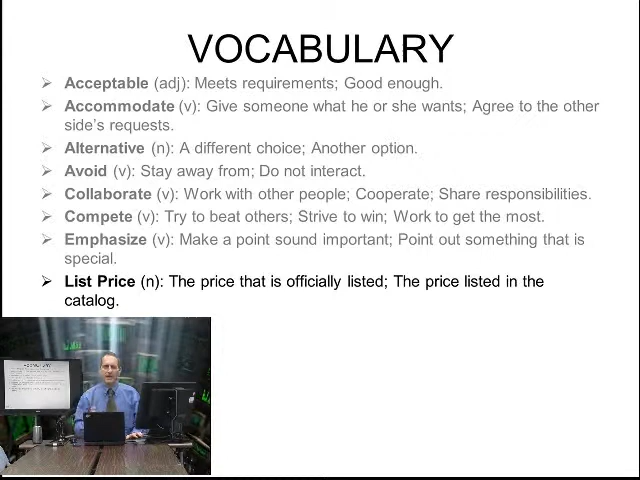 VOCABULARY
➢ Acceptable (adj): Meets requirements; Good enough.
➢ Accommodate (v): Give someone what he or she wants; Agree to the other
side’s requests.
➢ Alternative (n): A different choice; Another option.
➢ Avoid (v): Stay away from; Do not interact.
➢ Collaborate (v): Work with other people; Cooperate; Share responsibilities.
➢ Compete (v): Try to beat others; Strive to win; Work to get the most.
➢ Emphasize (v): Make a point sound important; Point out something that is
special.
➢ List Price (n): The price that is officially listed; The price listed in the
catalog.
VOCABULARY